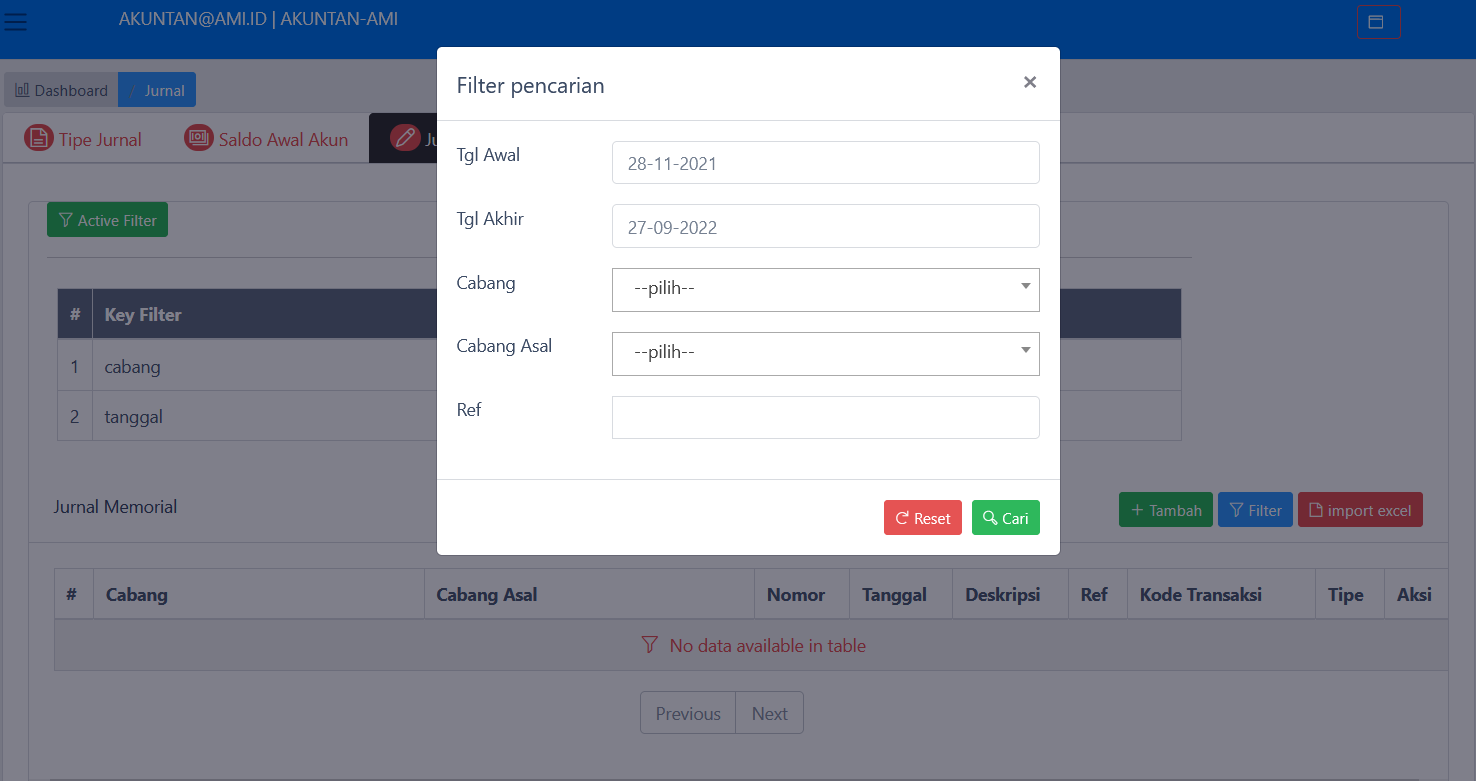 AKUNTAN@AMI.ID | AKUNTAN-AMI
Filter pencarian ×
Dashboard / Jurnal
Tipe Jurnal Saldo Awal Akun
Tgl Awal 28-11-2021
Active Filter
Tgl Akhir 27-09-2022
Cabang --pilih--
# Key Filter
Cabang Asal --pilih--
1 cabang
Ref
2 tanggal
Jurnal Memorial
Reset Cari
+ Tambah Filter import excel
# Cabang Cabang Asal Nomor Tanggal Deskripsi Ref Kode Transaksi Tipe Aksi
No data available in table
Previous Next